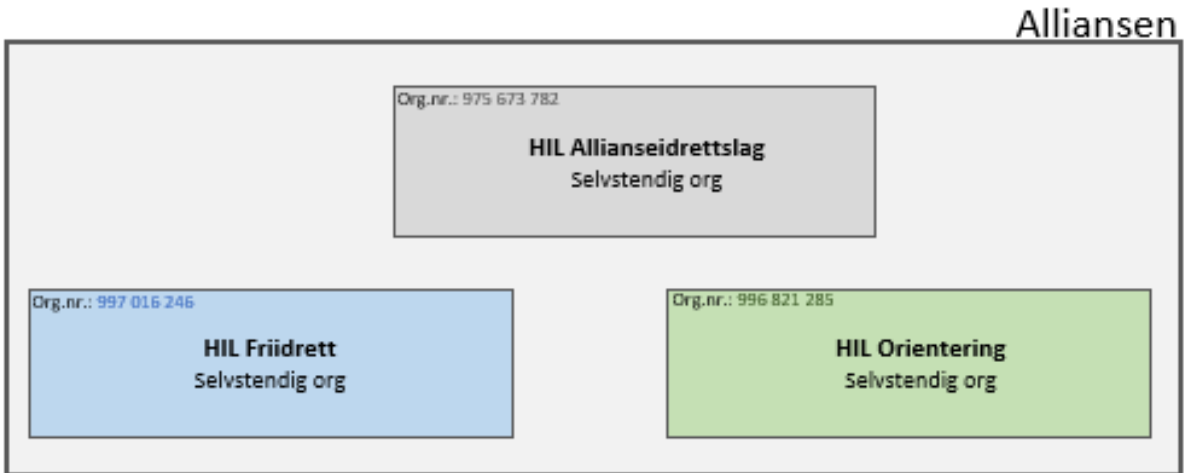 Alliansen
Org.nr.: 975 673 782
HIL Allianseidrettslag
Selvstendig org
Org.nr.: 997 016 246
HIL Friidrett
Selvstendig org
Org.nr.: 996 821 285
HIL Orientering
Selvstendig org